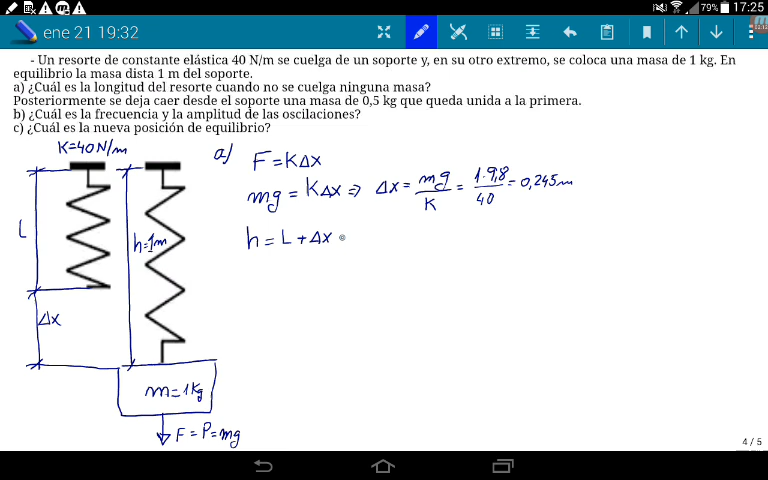 79% 17:25
ene 21 19:32
- Un resorte de constante elástica 40 N/m se cuelga de un soporte y, en su otro extremo, se coloca una masa de 1 kg. En
equilibrio la masa dista 1 m del soporte.
a) ¿Cuál es la longitud del resorte cuando no se cuelga ninguna masa?
Posteriormente se deja caer desde el soporte una masa de 0,5 kg que queda unida a la primera.
b) ¿Cuál es la frecuencia y la amplitud de las oscilaciones?
c) ¿Cuál es la nueva posición de equilibrio?
K=40N/m
a) F=KΔx
mg = KΔx ⇒ Δx = mg/K = 1·9,8/40 = 0,245m
h = L + Δx
L
h=1m
Δx
m=1Kg
F = P = mg
4 / 5